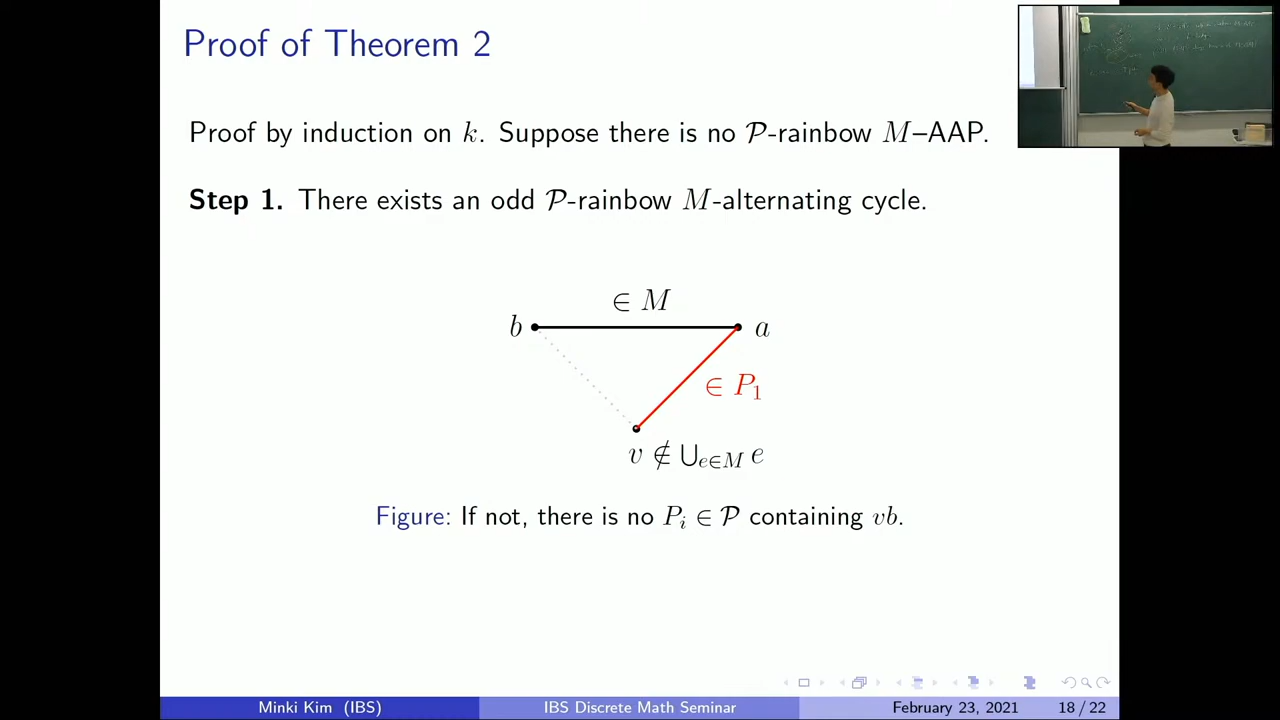 Proof of Theorem 2
Proof by induction on k. Suppose there is no 𝒫-rainbow M–AAP.
Step 1. There exists an odd 𝒫-rainbow M-alternating cycle.
∈ M
b
a
∈ P₁
v ∉ ⋃ₑ∈M e
Figure: If not, there is no Pᵢ ∈ 𝒫 containing vb.
Minki Kim (IBS) IBS Discrete Math Seminar February 23, 2021 18 / 22